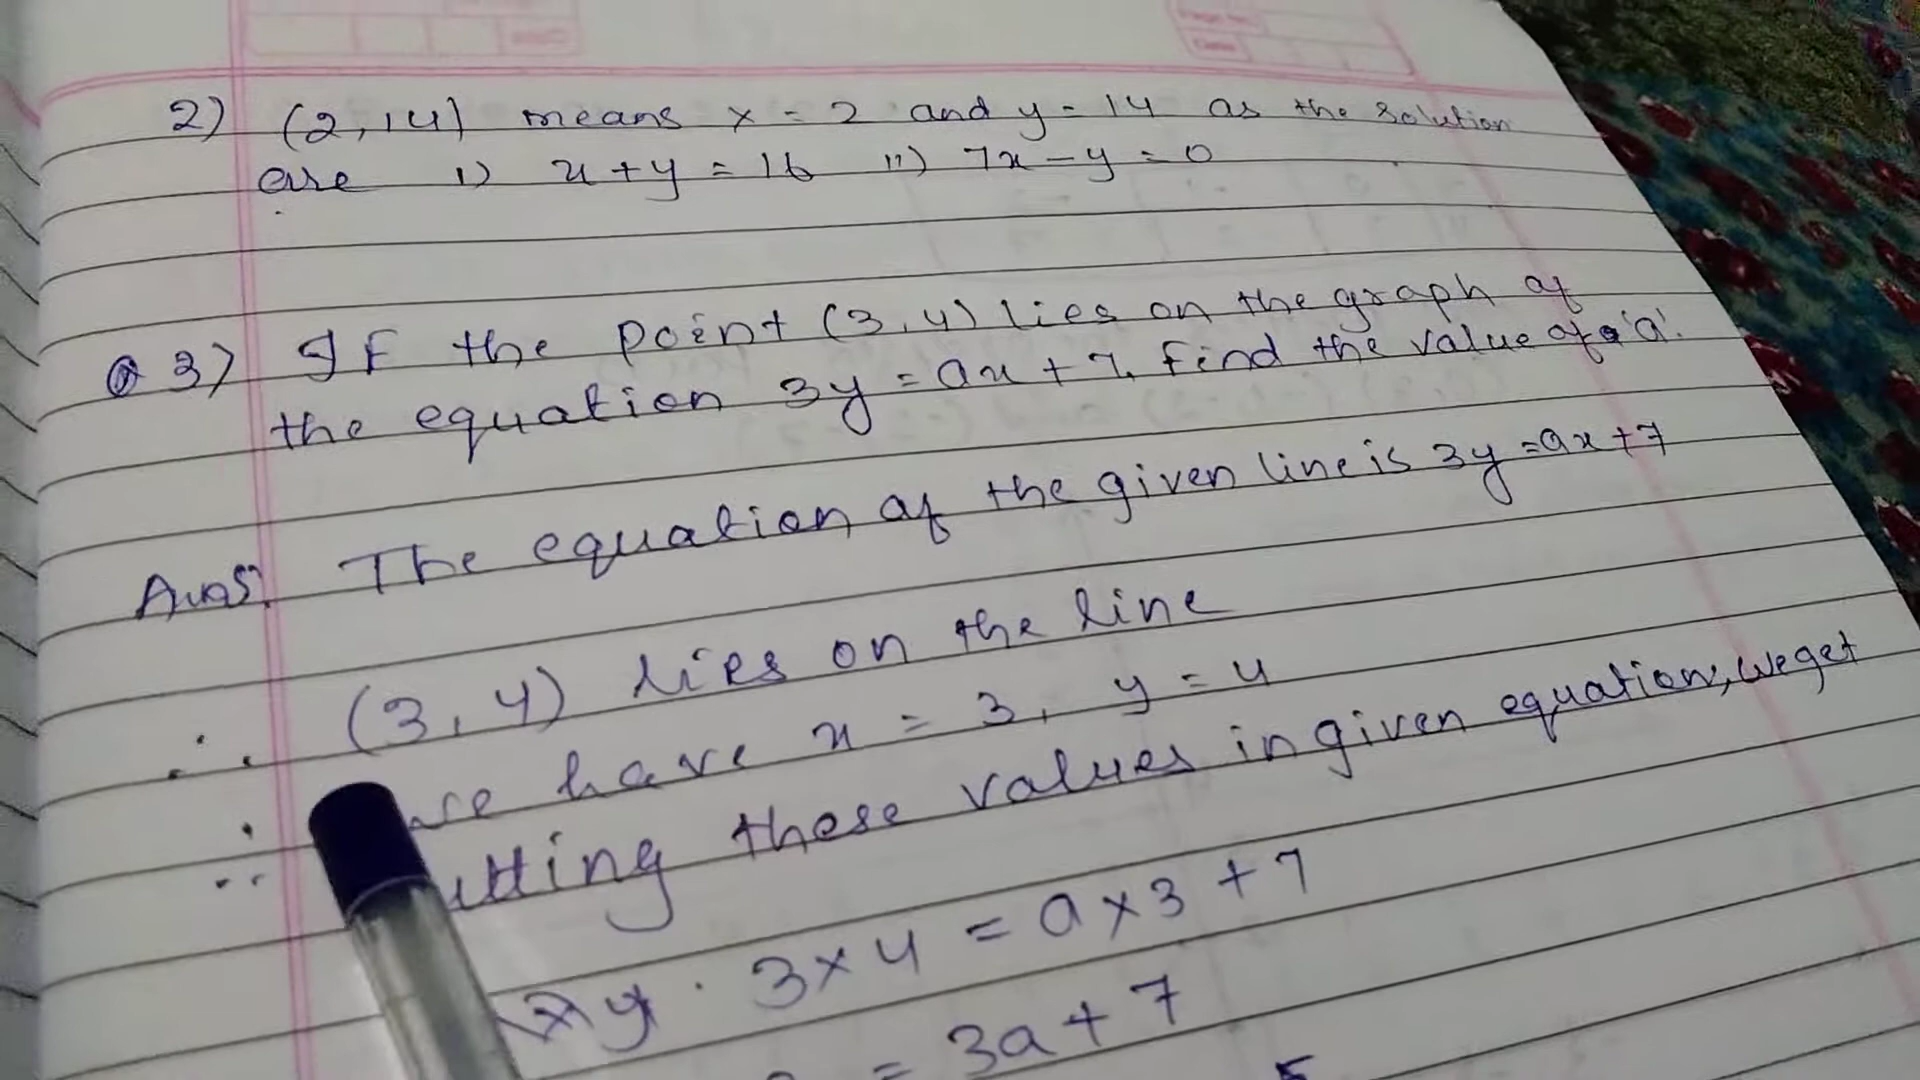 2) (2,14) means x = 2 and y = 14 as the solution
are i) x + y = 16 ii) 7x - y = 0
Q 3) If the point (3,4) lies on the graph of
the equation 3y = ax + 7, find the value of 'a'.
Ans: The equation of the given line is 3y = ax + 7
∴ (3,4) lies on the line
have x = 3, y = 4
these values in given equation, we get
3 x 4 = a x 3 + 7
= 3a + 7